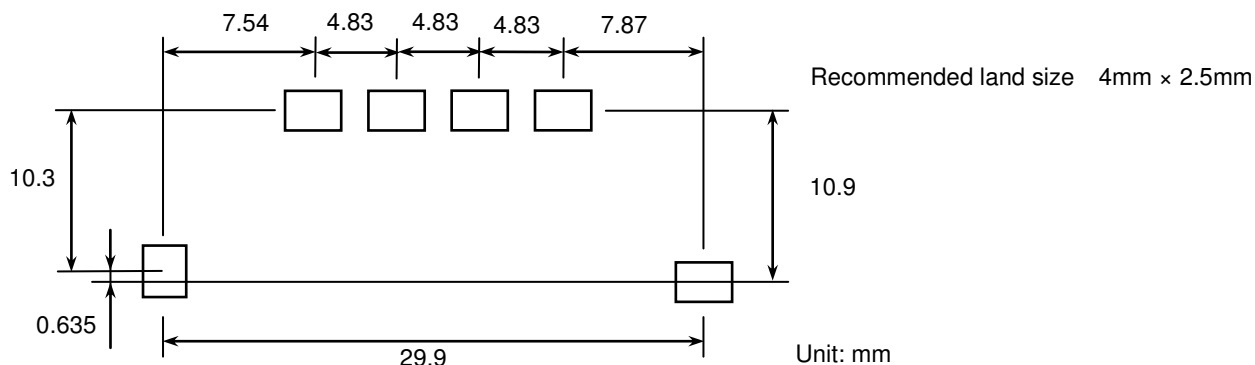 7.54 4.83 4.83 4.83 7.87
Recommended land size 4mm × 2.5mm
10.3
10.9
0.635
29.9
Unit: mm